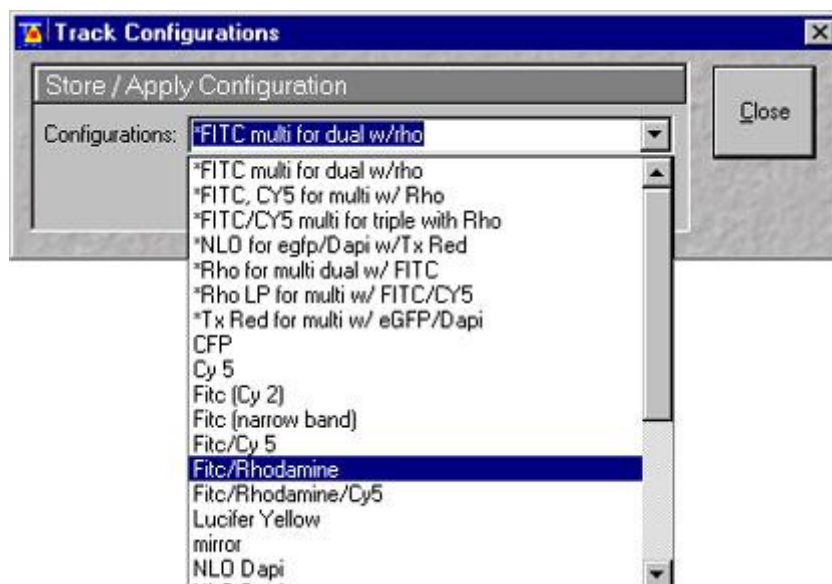 Track Configurations
Store / Apply Configuration
Close
Configurations: *FITC multi for dual w/rho
*FITC multi for dual w/rho
*FITC, CY5 for multi w/ Rho
*FITC/CY5 multi for triple with Rho
*NLO for egfp/Dapi w/Tx Red
*Rho for multi dual w/ FITC
*Rho LP for multi w/ FITC/CY5
*Tx Red for multi w/ eGFP/Dapi
CFP
Cy 5
Fitc (Cy 2)
Fitc (narrow band)
Fitc/Cy 5
Fitc/Rhodamine
Fitc/Rhodamine/Cy5
Lucifer Yellow
mirror
NLO Dapi